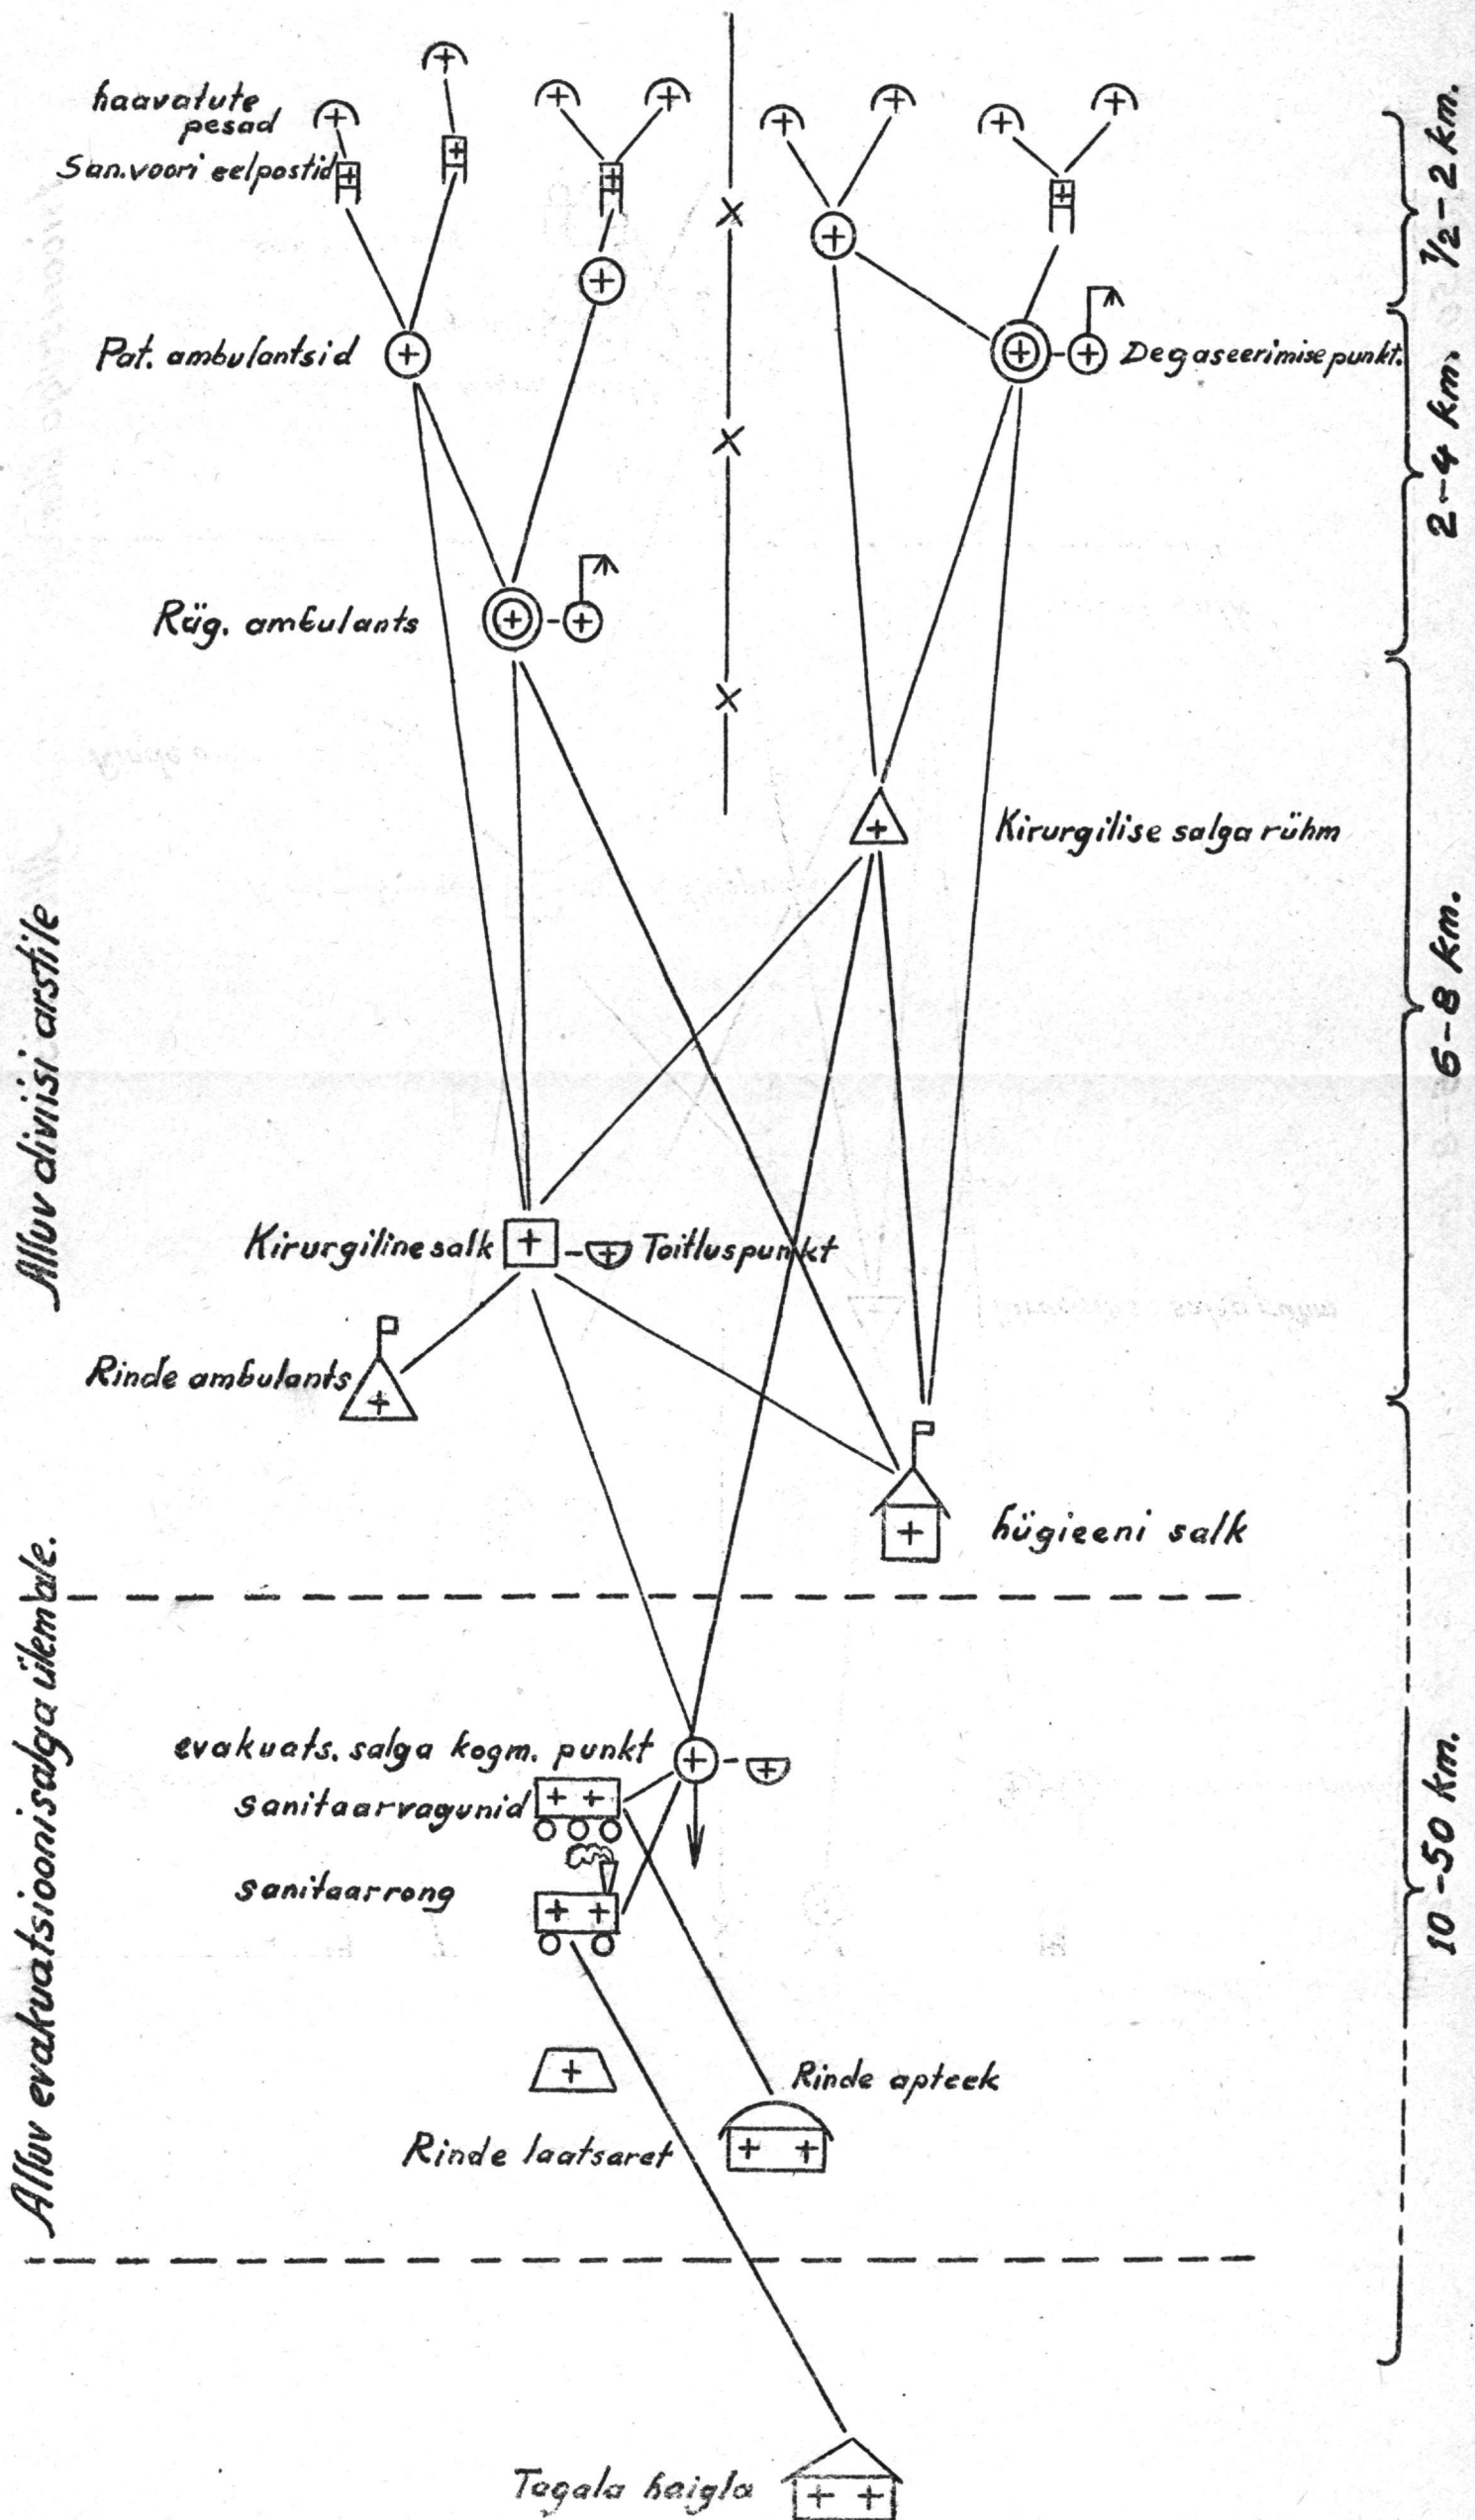 haavatute
pesad
San.voori eelpostid
Pat. ambulantsid
Degaseerimise punkt.
Rüg. ambulants
Kirurgilise salga rühm
Kirurgiline salk
Toitluspunkt
Rinde ambulants
hügieeni salk
evakuats. salga kogm. punkt
sanitaarvagunid
sanitaarrong
Rinde apteek
Rinde laatsaret
Tagala haigla
Alluv diviisi arstile
Alluv evakuatsioonisalga ülemale.
1/2-2 km.
2-4 km.
6-8 km.
10-50 km.